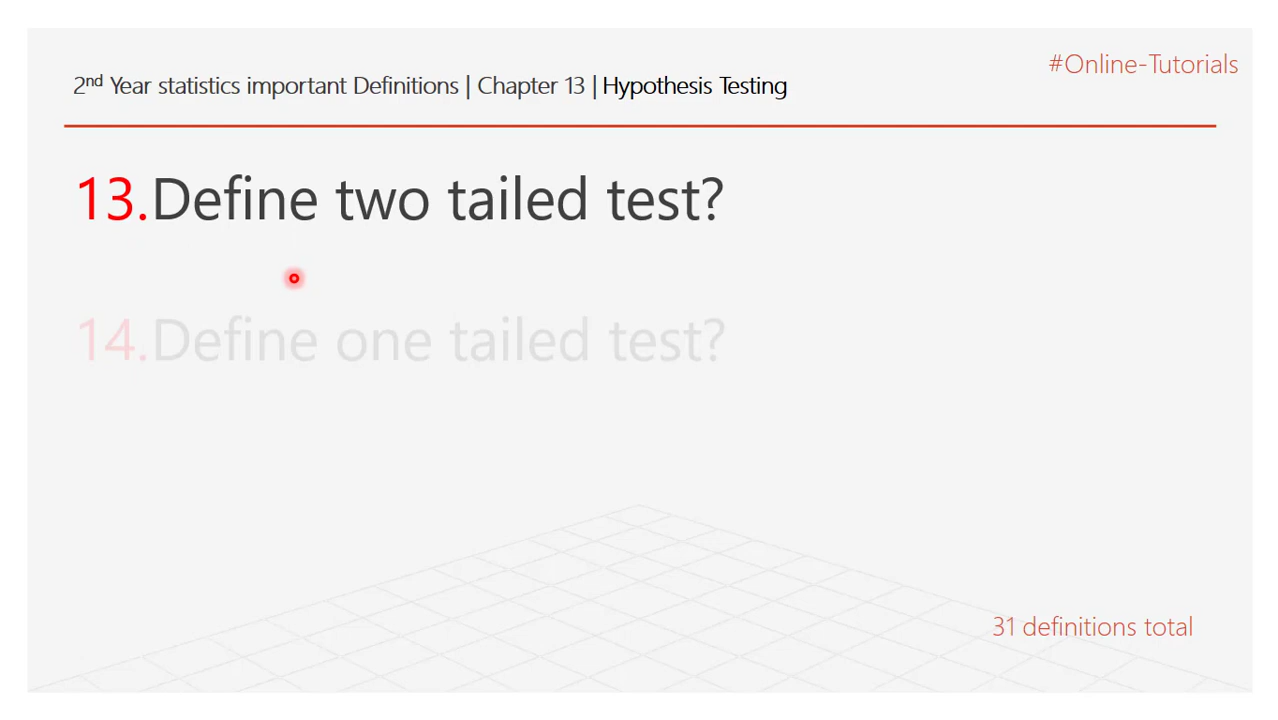 #Online-Tutorials
2nd Year statistics important Definitions | Chapter 13 | Hypothesis Testing
13.Define two tailed test?
14.Define one tailed test?
31 definitions total